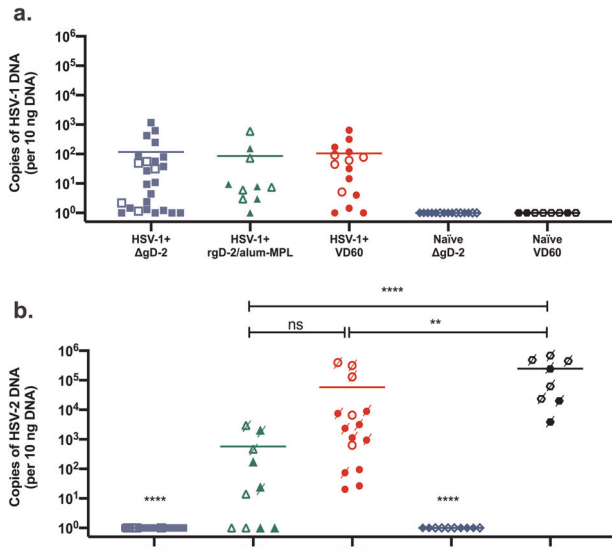 a.
Copies of HSV-1 DNA
(per 10 ng DNA)
10⁶
10⁵
10⁴
10³
10²
10¹
10⁰
HSV-1+
ΔgD-2
HSV-1+
rgD-2/alum-MPL
HSV-1+
VD60
Naïve
ΔgD-2
Naïve
VD60
b.
****
ns
**
Copies of HSV-2 DNA
(per 10 ng DNA)
10⁶
10⁵
10⁴
10³
10²
10¹
10⁰
****
****